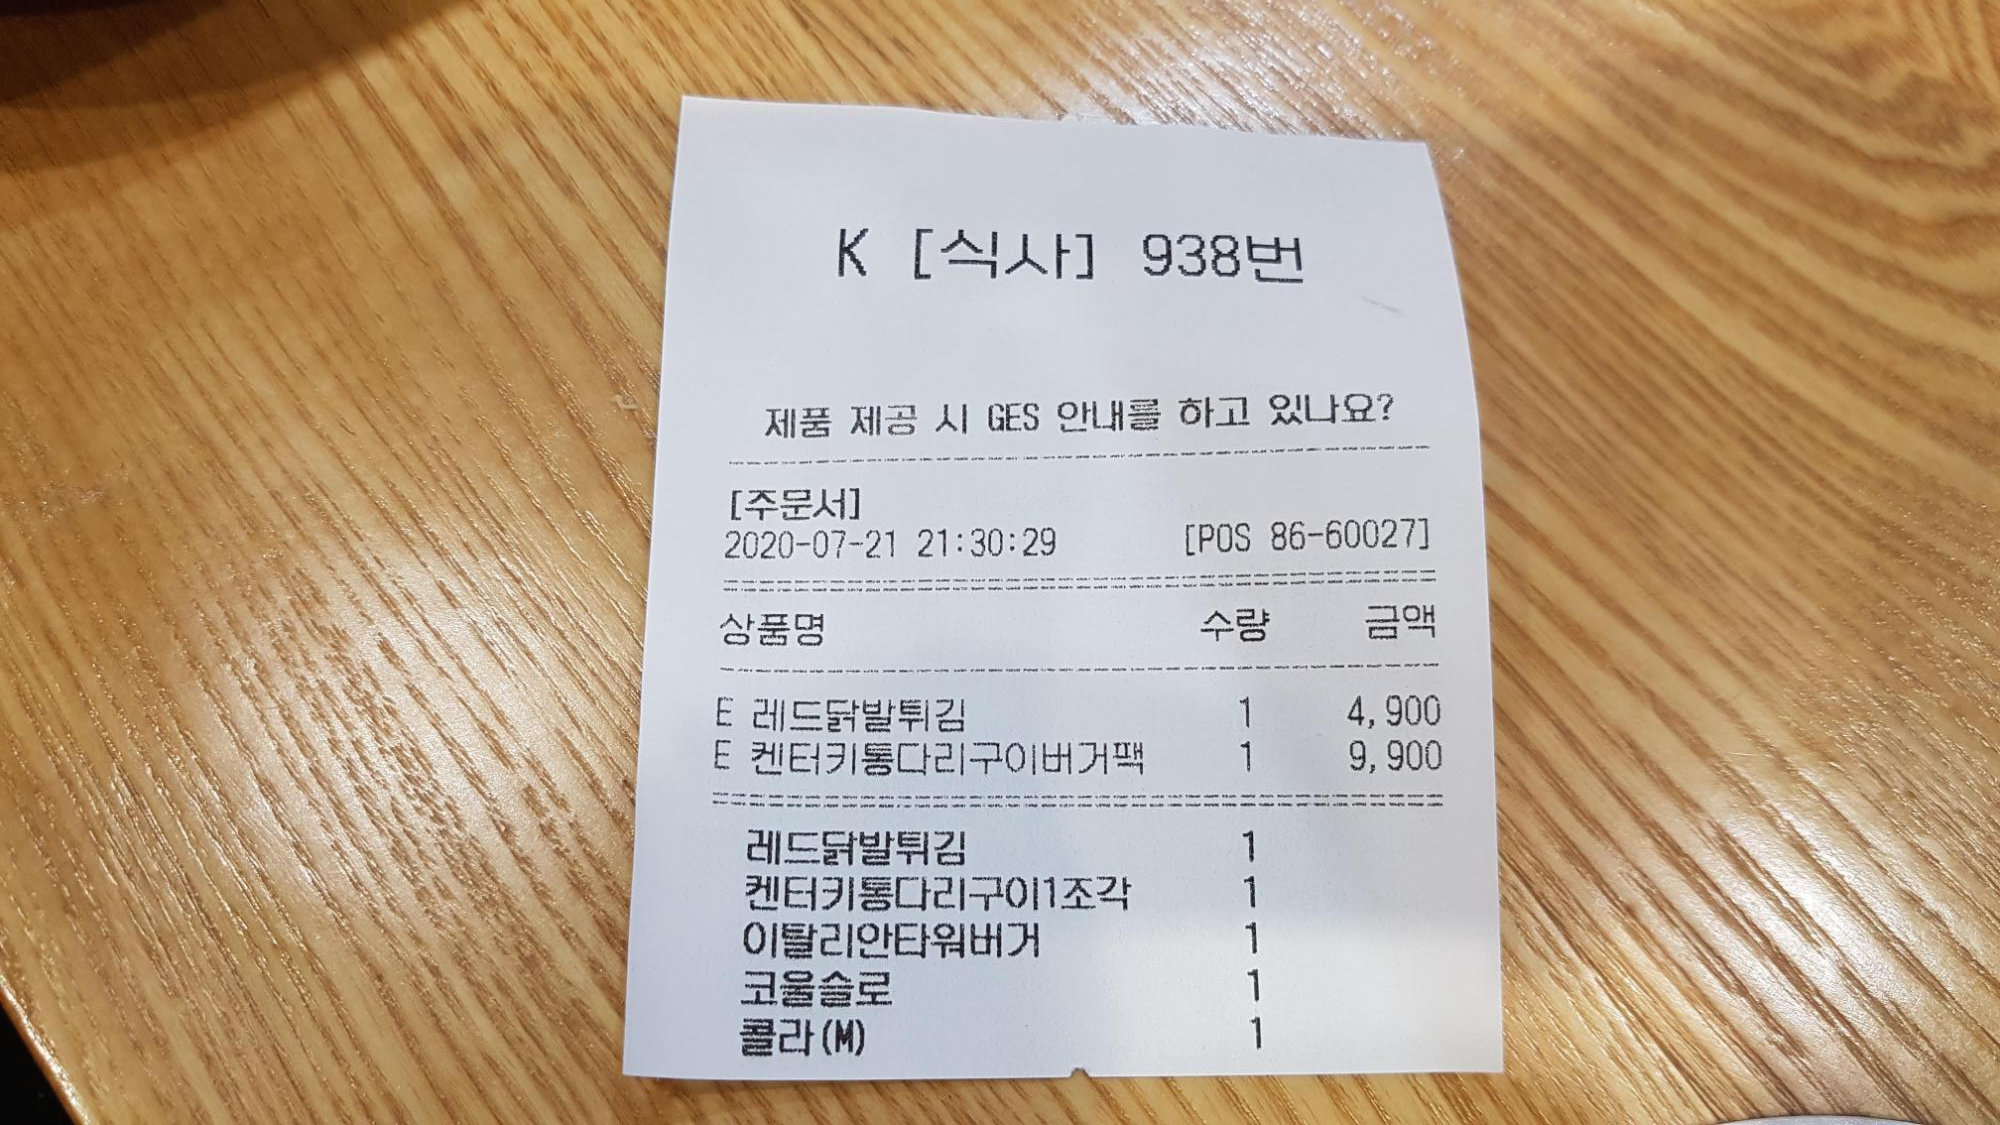 K [식사] 938번
제품 제공 시 GES 안내를 하고 있나요?
[주문서]
2020-07-21 21:30:29 [POS 86-60027]
상품명 수량 금액
E 레드닭발튀김 1 4,900
E 켄터키통다리구이버거팩 1 9,900
레드닭발튀김 1
켄터키통다리구이1조각 1
이탈리안타워버거 1
코울슬로 1
콜라(M) 1